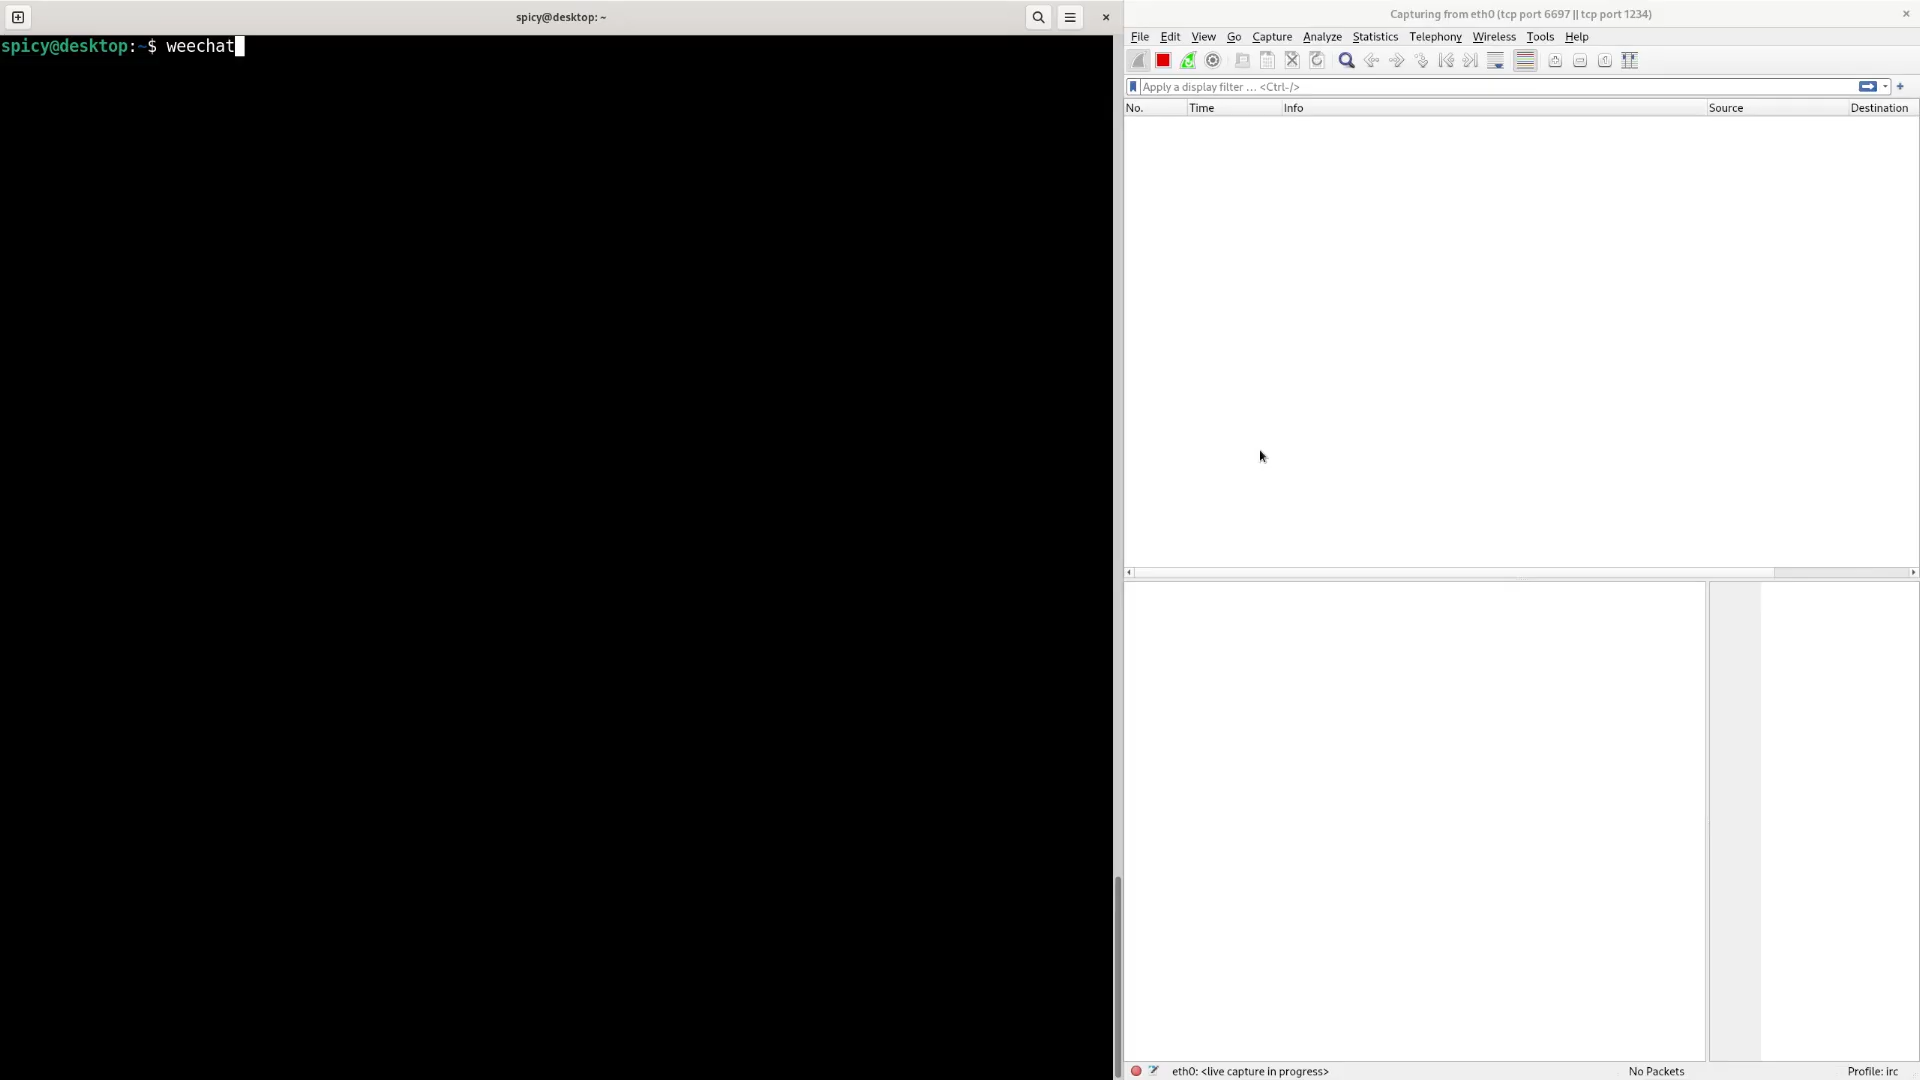 spicy@desktop: ~
spicy@desktop:~$ weechat
Capturing from eth0 (tcp port 6697 || tcp port 1234)
File Edit View Go Capture Analyze Statistics Telephony Wireless Tools Help
Apply a display filter … <Ctrl-/>
No. Time Info Source Destination
eth0: <live capture in progress> No Packets Profile: irc